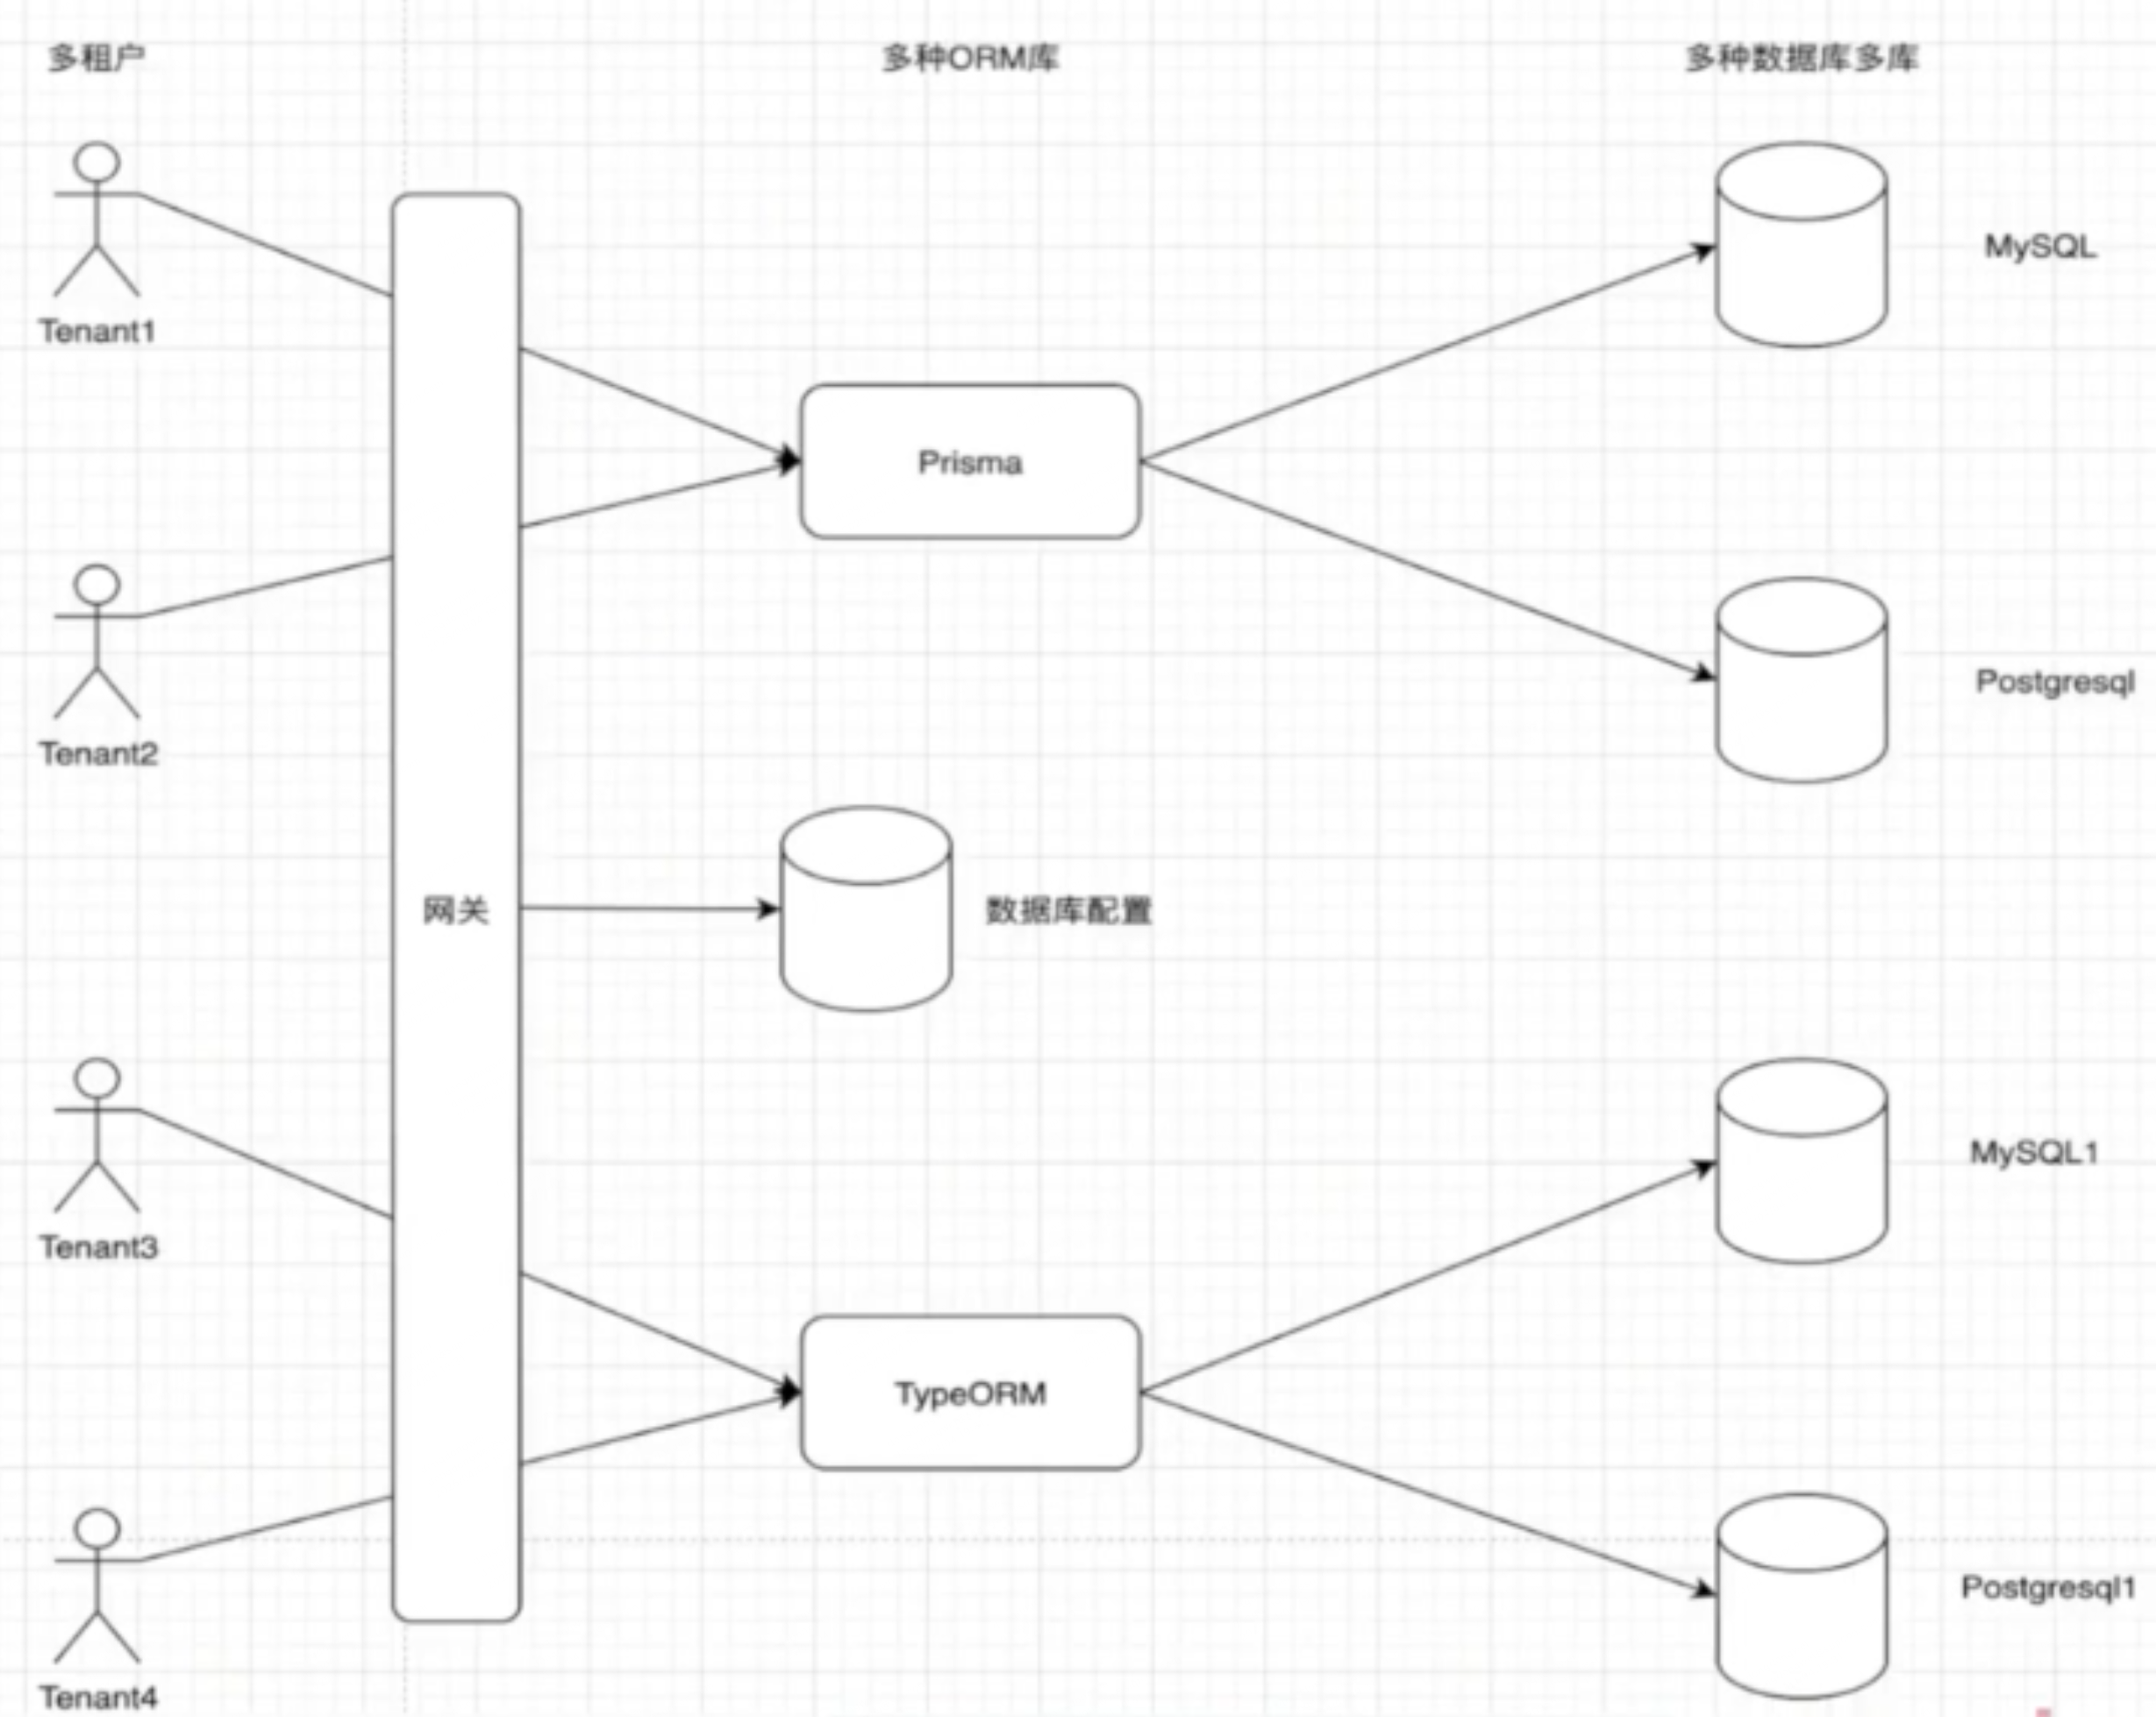 多租户
多种ORM库
多种数据库多库
Tenant1
MySQL
Prisma
Postgresql
Tenant2
网关
数据库配置
MySQL1
Tenant3
TypeORM
Postgresql1
Tenant4